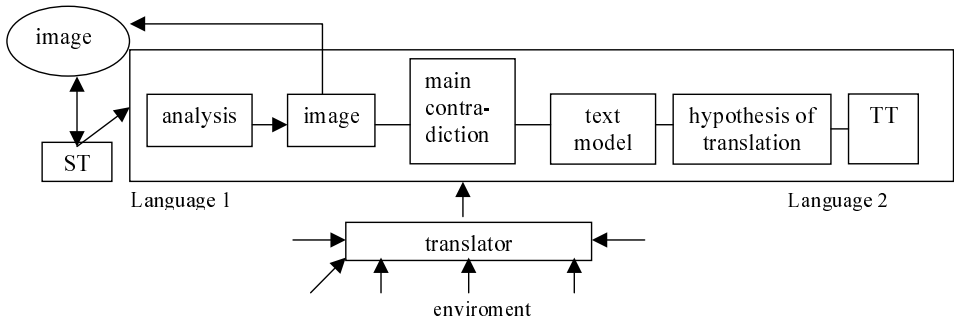 image
ST
analysis
image
main
contra-
diction
text
model
hypothesis of
translation
TT
Language 1
Language 2
translator
enviroment